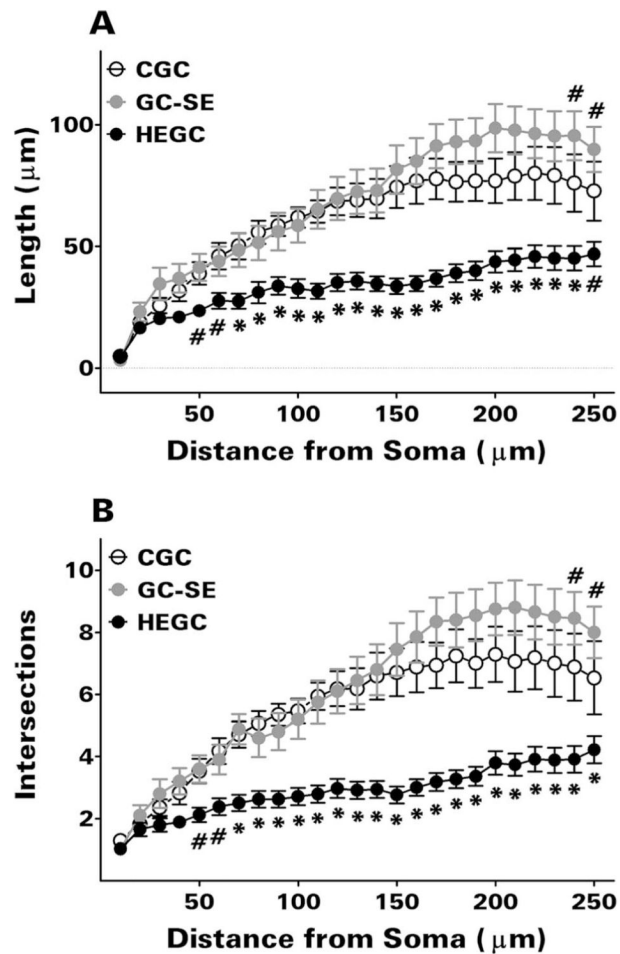 A
CGC
GC-SE
HEGC
# #
100
50
0
Length (μm)
# # * * * * * * * * * * * * * * * * * * #
50 100 150 200 250
Distance from Soma (μm)
B
CGC
GC-SE
HEGC
# #
10
8
6
4
2
Intersections
# # * * * * * * * * * * * * * * * * * * *
50 100 150 200 250
Distance from Soma (μm)